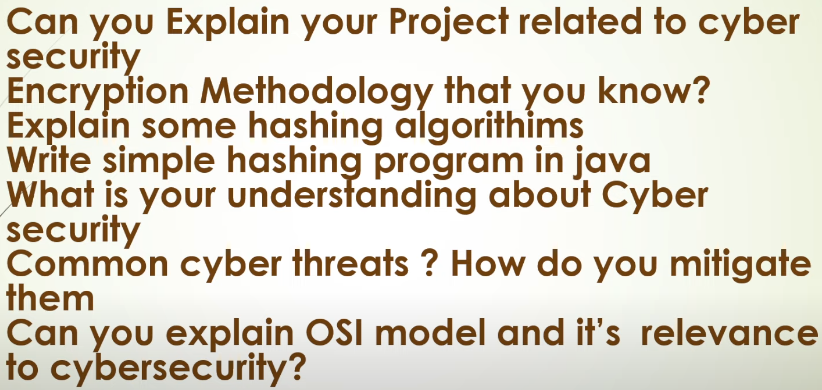 Can you Explain your Project related to cyber
security
Encryption Methodology that you know?
Explain some hashing algorithims
Write simple hashing program in java
What is your understanding about Cyber
security
Common cyber threats ? How do you mitigate
them
Can you explain OSI model and it’s  relevance
to cybersecurity?